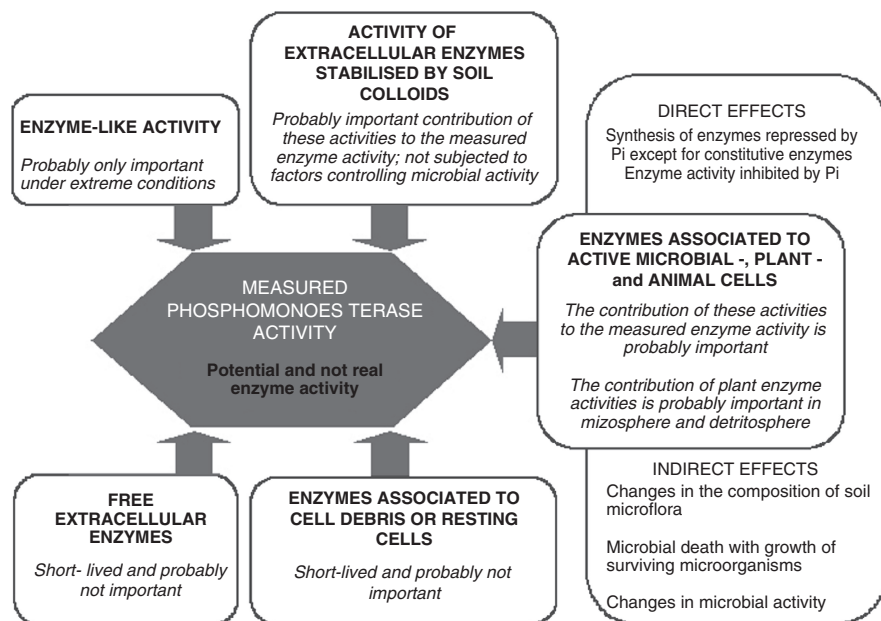 ENZYME-LIKE ACTIVITY
Probably only important
under extreme conditions
ACTIVITY OF
EXTRACELLULAR ENZYMES
STABILISED BY SOIL
COLLOIDS
Probably important contribution of
these activities to the measured
enzyme activity; not subjected to
factors controlling microbial activity
DIRECT EFFECTS
Synthesis of enzymes repressed by
Pi except for constitutive enzymes
Enzyme activity inhibited by Pi
MEASURED
PHOSPHOMONOES TERASE
ACTIVITY
Potential and not real
enzyme activity
ENZYMES ASSOCIATED TO
ACTIVE MICROBIAL -, PLANT -
and ANIMAL CELLS
The contribution of these activities
to the measured enzyme activity is
probably important
The contribution of plant enzyme
activities is probably important in
mizosphere and detritosphere
FREE
EXTRACELLULAR
ENZYMES
Short- lived and probably
not important
ENZYMES ASSOCIATED TO
CELL DEBRIS OR RESTING
CELLS
Short-lived and probably not
important
INDIRECT EFFECTS
Changes in the composition of soil
microflora
Microbial death with growth of
surviving microorganisms
Changes in microbial activity